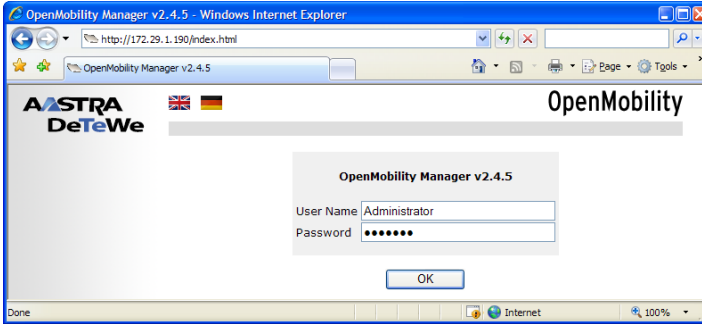 OpenMobility Manager v2.4.5 - Windows Internet Explorer
http://172.29.1.190/index.html
OpenMobility Manager v2.4.5
Page
Tools
AASTRA
DeTeWe
OpenMobility
OpenMobility Manager v2.4.5
User Name Administrator
Password •••••••
OK
Done
Internet
100%